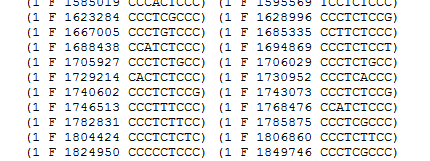 (1 F 1585019 CCCACTCCC) (1 F 1595569 TCCTCTCCC)
(1 F 1623284 CCCTCGCCC) (1 F 1628996 CCCTCTCCG)
(1 F 1667005 CCCTGTCCC) (1 F 1685335 CCTTCTCCC)
(1 F 1688438 CCATCTCCC) (1 F 1694869 CCCTCTCCT)
(1 F 1705927 CCCTCTGCC) (1 F 1706029 CCCTCTGCC)
(1 F 1729214 CACTCTCCC) (1 F 1730952 CCCTCACCC)
(1 F 1740602 CCCTCTCCG) (1 F 1743073 CCCTCTCCG)
(1 F 1746513 CCCTTTCCC) (1 F 1768476 CCATCTCCC)
(1 F 1782831 CCCTCTTCC) (1 F 1785875 CCCTCGCCC)
(1 F 1804424 CCCTCTCTC) (1 F 1806860 CCCTCTTCC)
(1 F 1824950 CCCCCTCCC) (1 F 1849746 CCCTCGCCC)